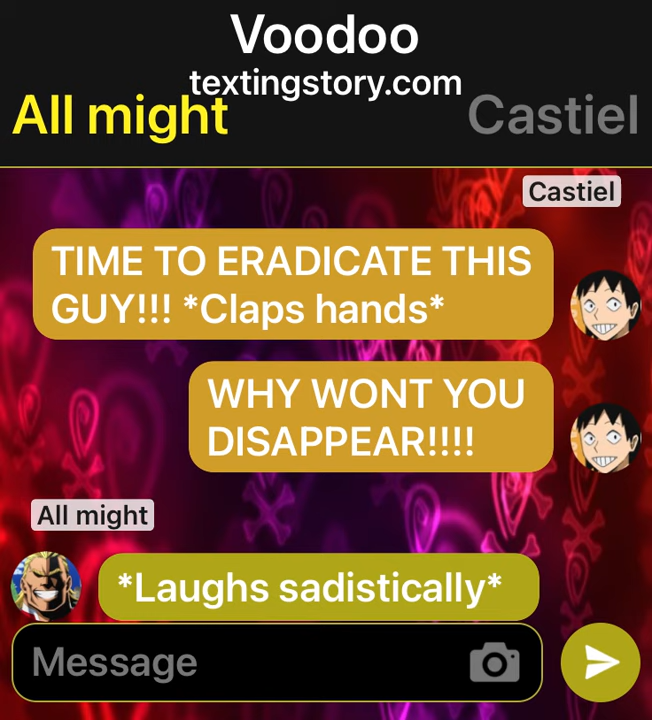 Voodoo
textingstory.com
All might
Castiel
Castiel
TIME TO ERADICATE THIS
GUY!!! *Claps hands*
WHY WONT YOU
DISAPPEAR!!!!
All might
*Laughs sadistically*
Message